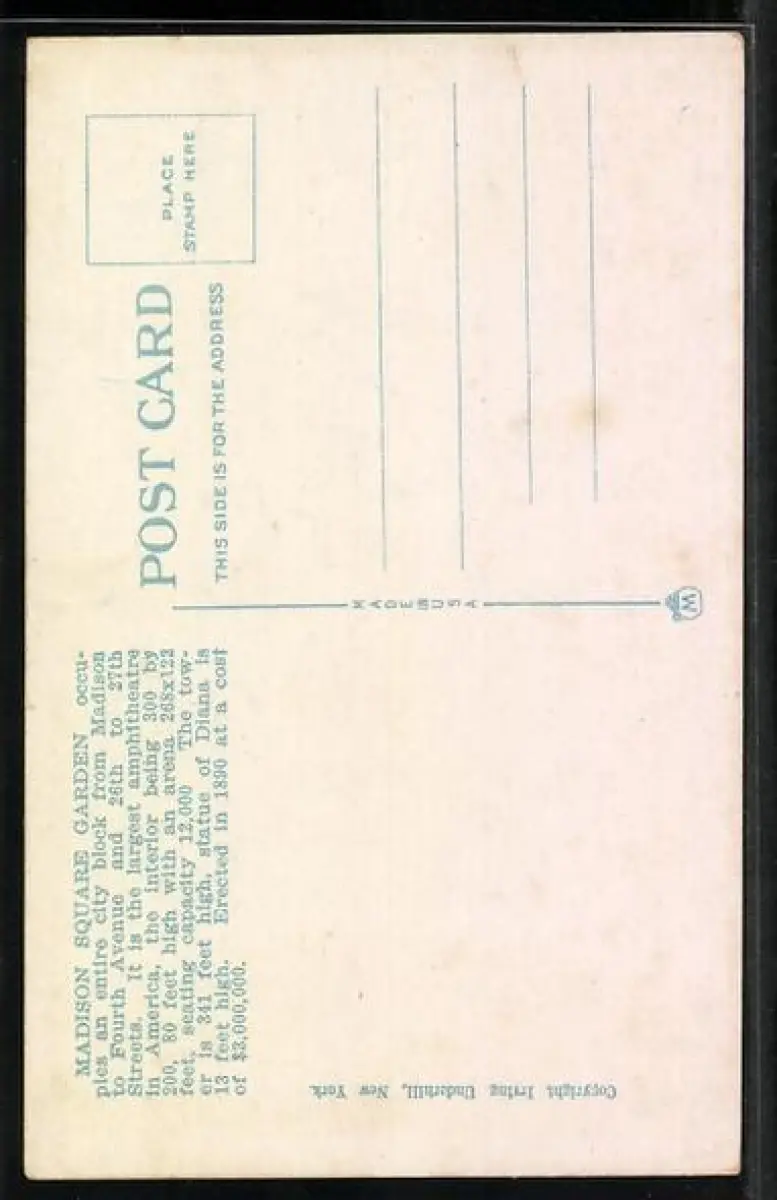 MADISON SQUARE GARDEN occu-
pies an entire city block from Madison
to Fourth Avenue and 26th to 27th
Streets. It is the largest amphitheatre
in America, the interior being 300 by
200, 80 feet high with an arena 268x122
feet, seating capacity 12,000 The tow-
er is 341 feet high, statue of Diana is
13 feet high. Erected in 1890 at a cost
of $3,000,000.
POST CARD
THIS SIDE IS FOR THE ADDRESS
PLACE
STAMP HERE
MADE IN USA
W
Copyright, Irving Underhill, New York